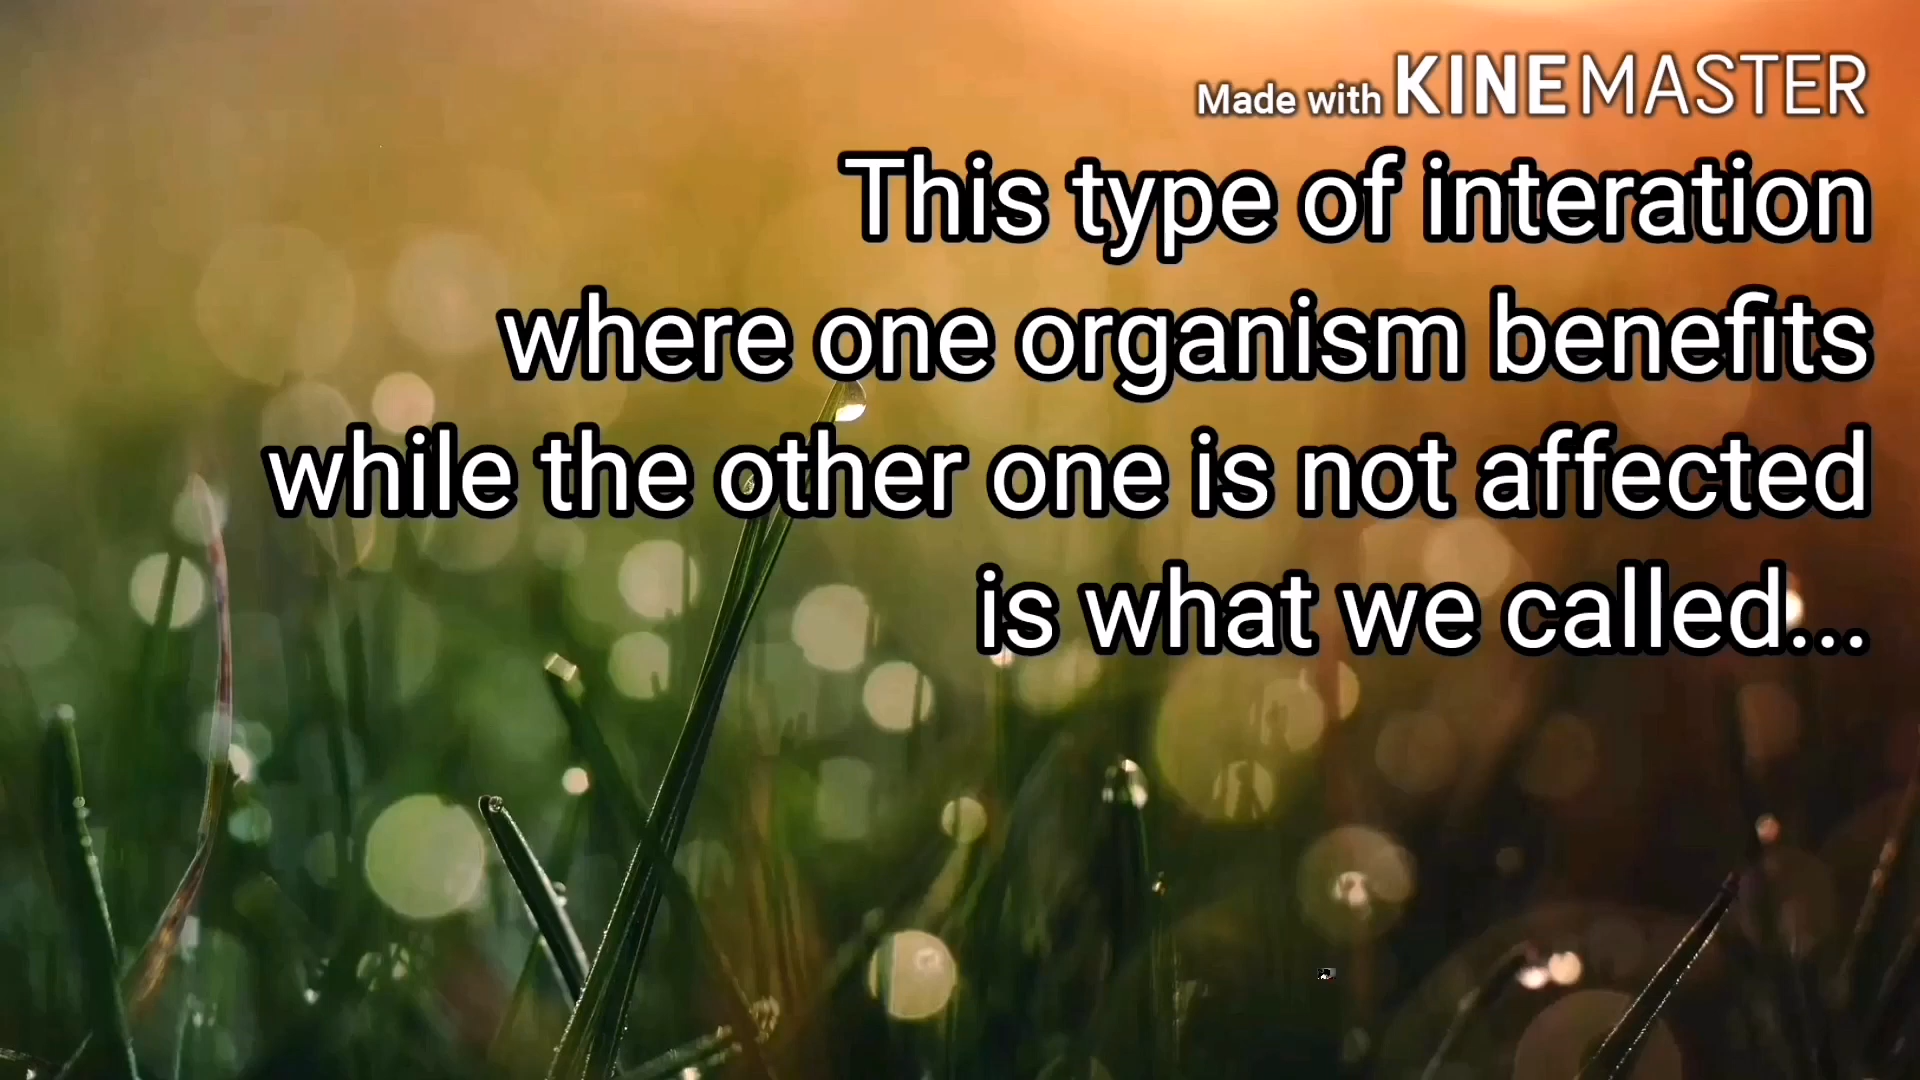 Made with KINEMASTER
This type of interation
where one organism benefits
while the other one is not affected
is what we called...